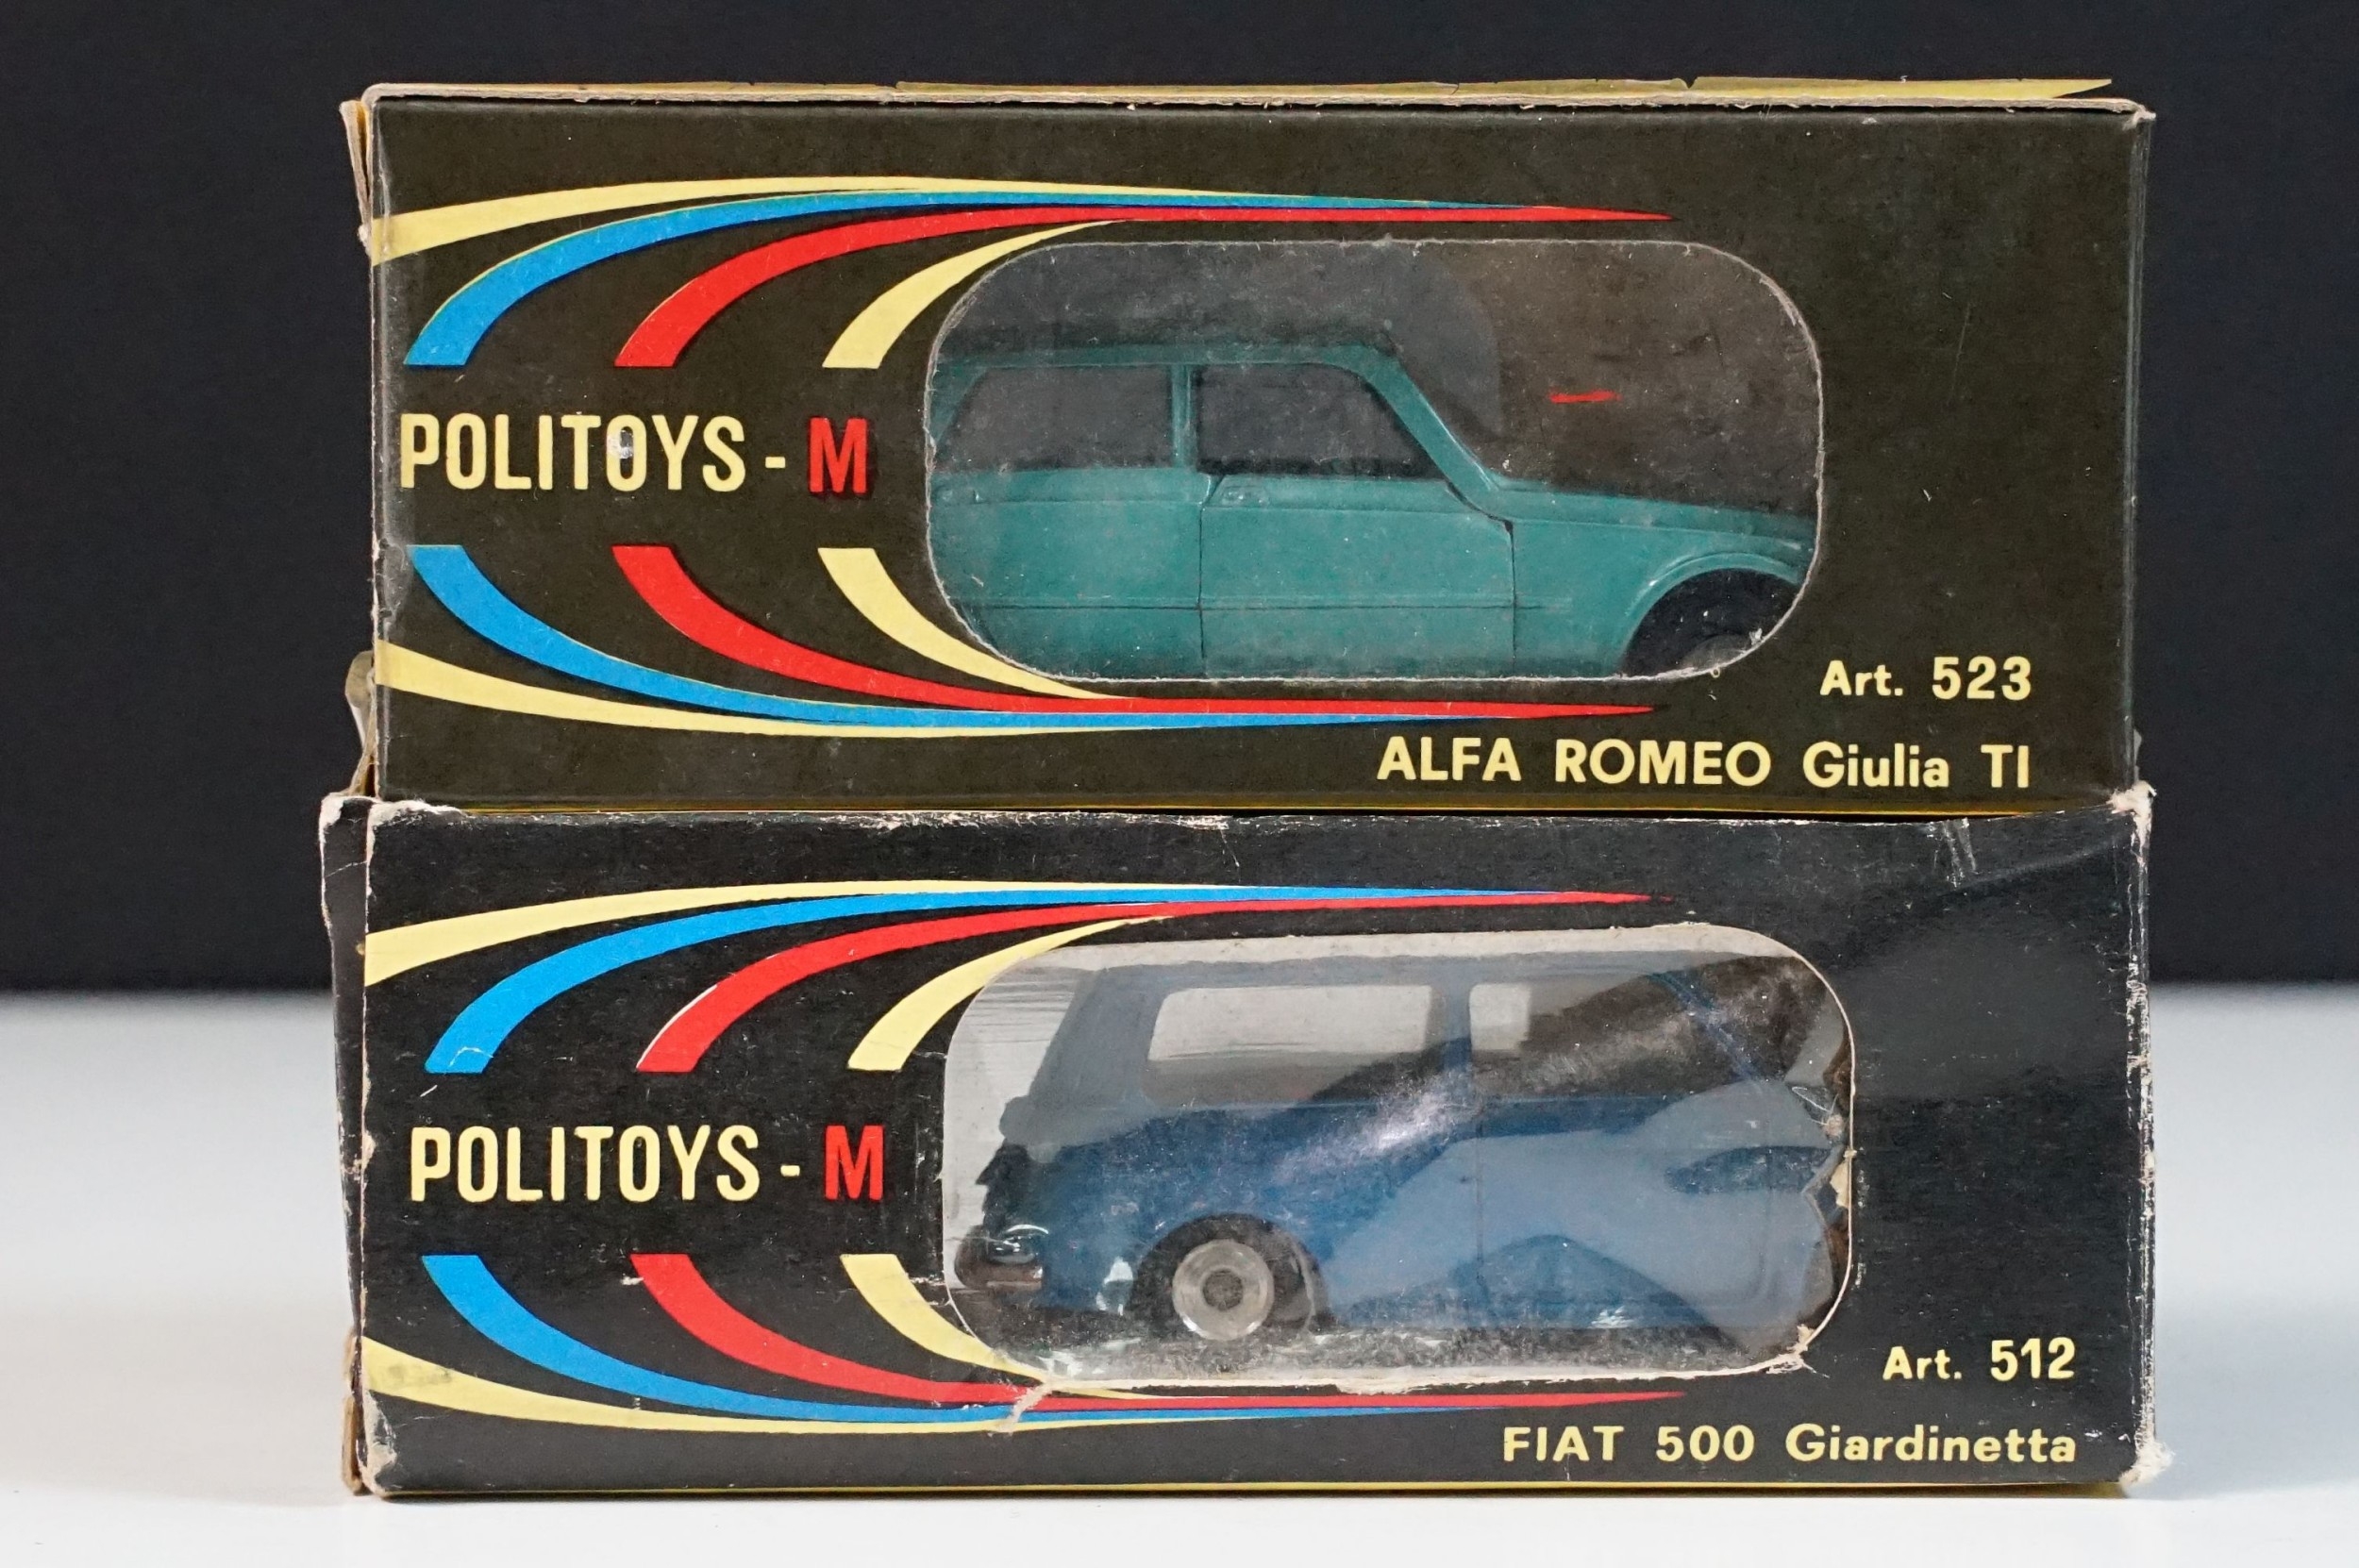 POLITOYS - M
Art. 523
ALFA ROMEO Giulia TI
POLITOYS - M
Art. 512
FIAT 500 Giardinetta